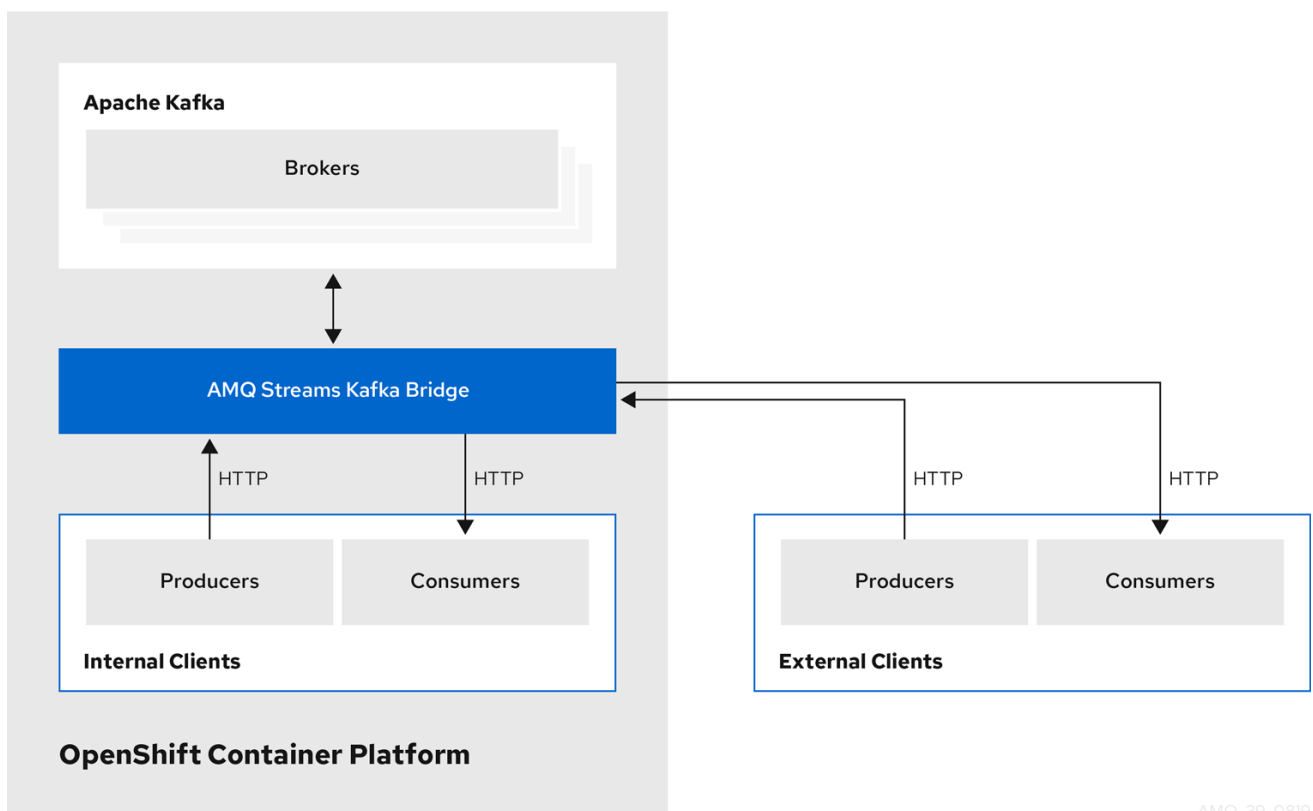 Apache Kafka
Brokers
AMQ Streams Kafka Bridge
HTTP
HTTP
HTTP
HTTP
Producers
Consumers
Producers
Consumers
Internal Clients
External Clients
OpenShift Container Platform